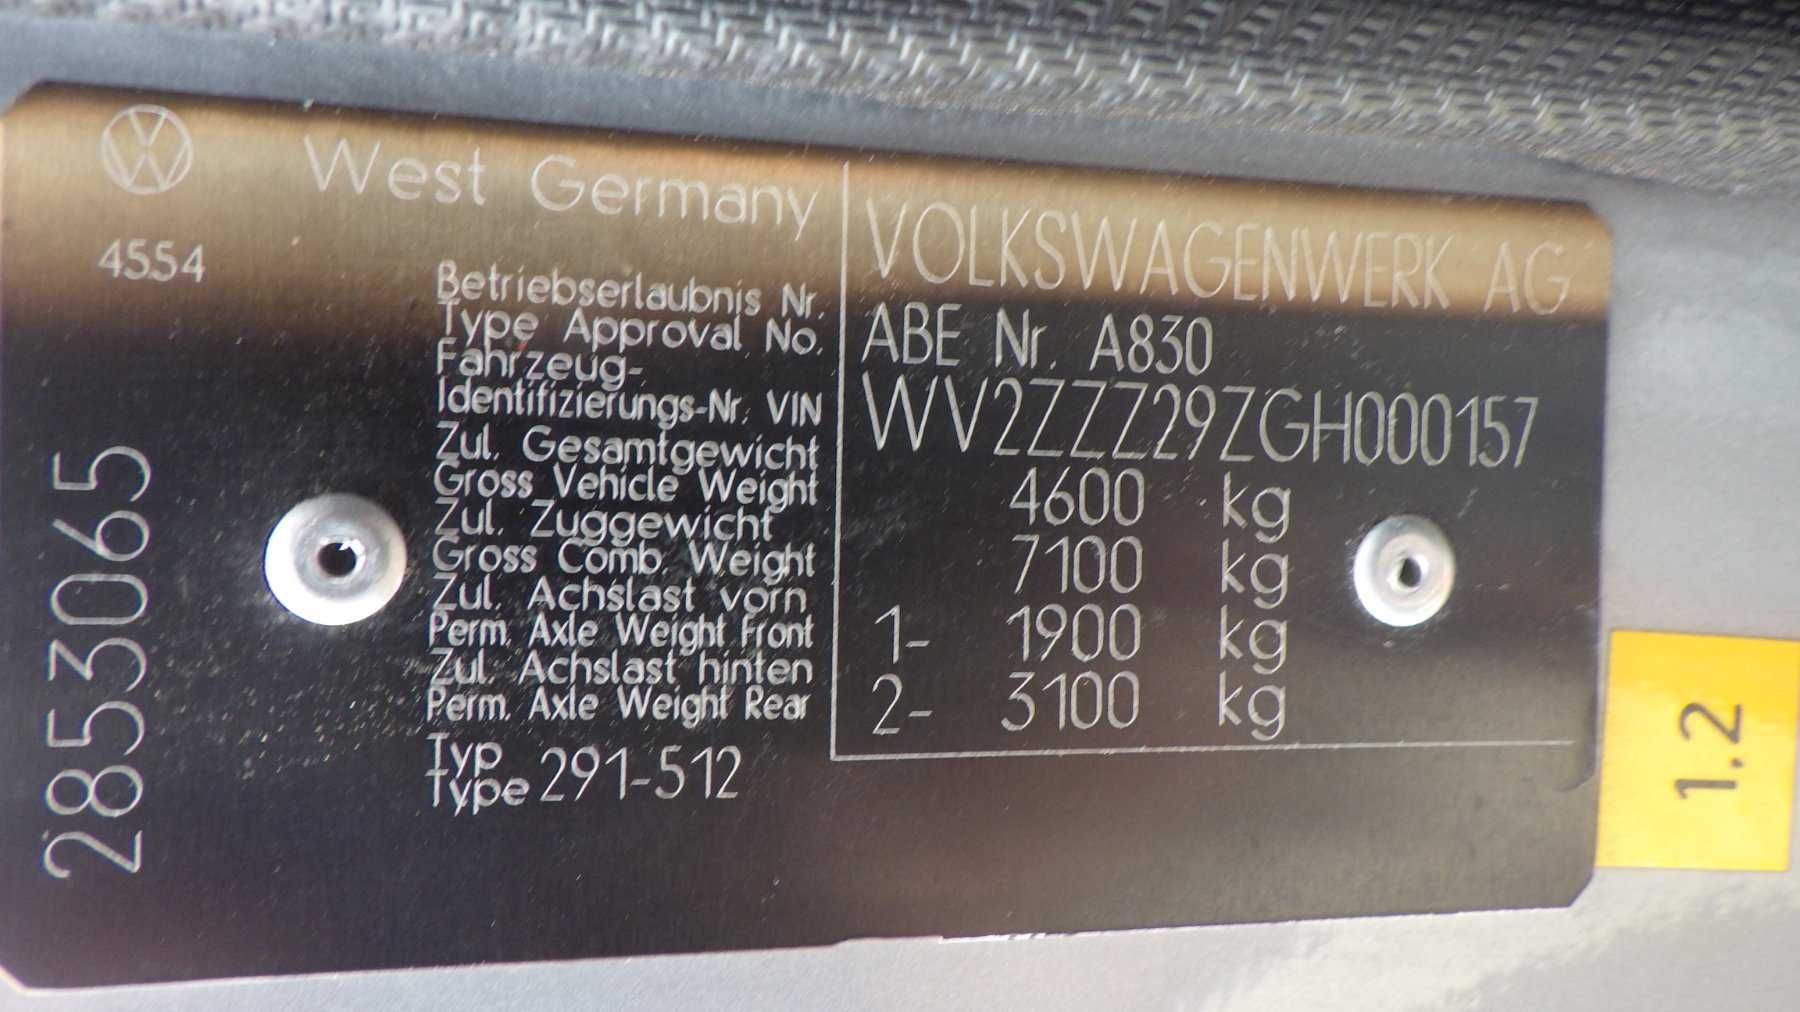 West Germany
4554
2853065
VOLKSWAGENWERK AG
Betriebserlaubnis Nr.
Type Approval No.
ABE Nr. A830
Fahrzeug-
Identifizierungs-Nr. VIN
WV2ZZZ29ZGH000157
Zul. Gesamtgewicht
Gross Vehicle Weight
4600 kg
Zul. Zuggewicht
Gross Comb. Weight
7100 kg
Zul. Achslast vorn
Perm. Axle Weight Front
1- 1900 kg
Zul. Achslast hinten
Perm. Axle Weight Rear
2- 3100 kg
Typ
Type 291-512
1.2